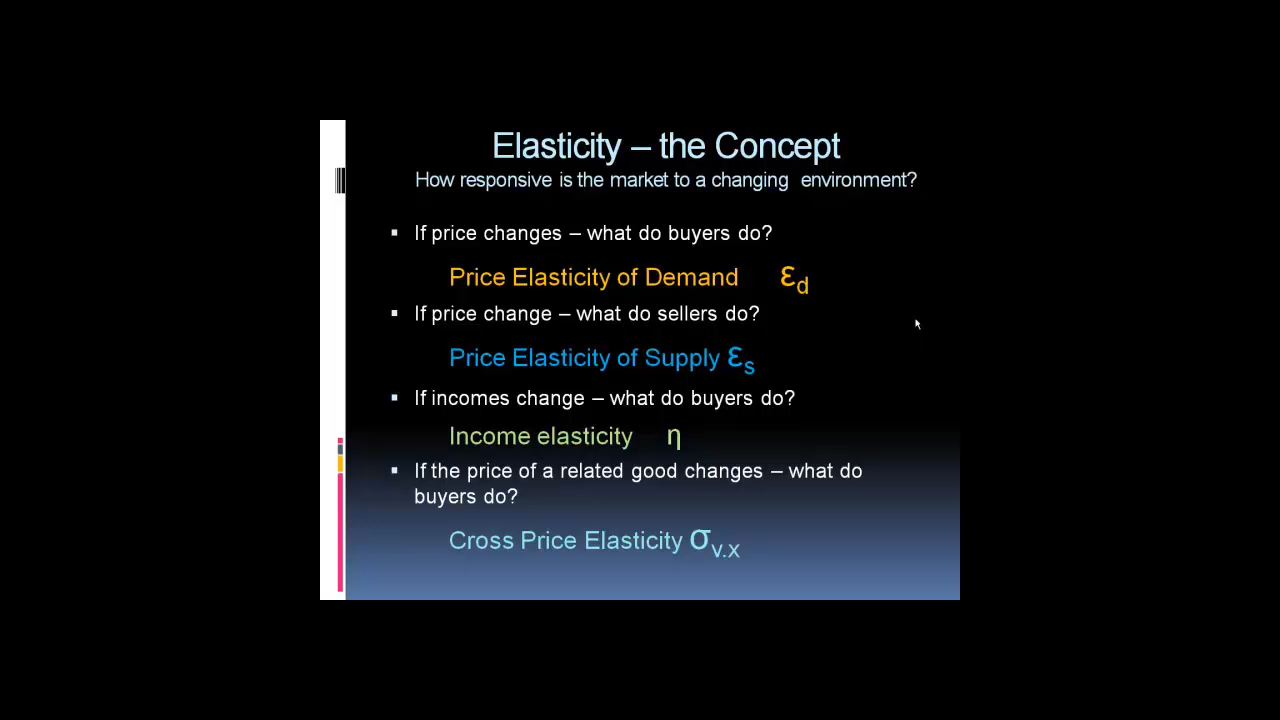 Elasticity – the Concept
How responsive is the market to a changing environment?
▪ If price changes – what do buyers do?
Price Elasticity of Demand εd
▪ If price change – what do sellers do?
Price Elasticity of Supply εs
▪ If incomes change – what do buyers do?
Income elasticity η
▪ If the price of a related good changes – what do
buyers do?
Cross Price Elasticity σv.x